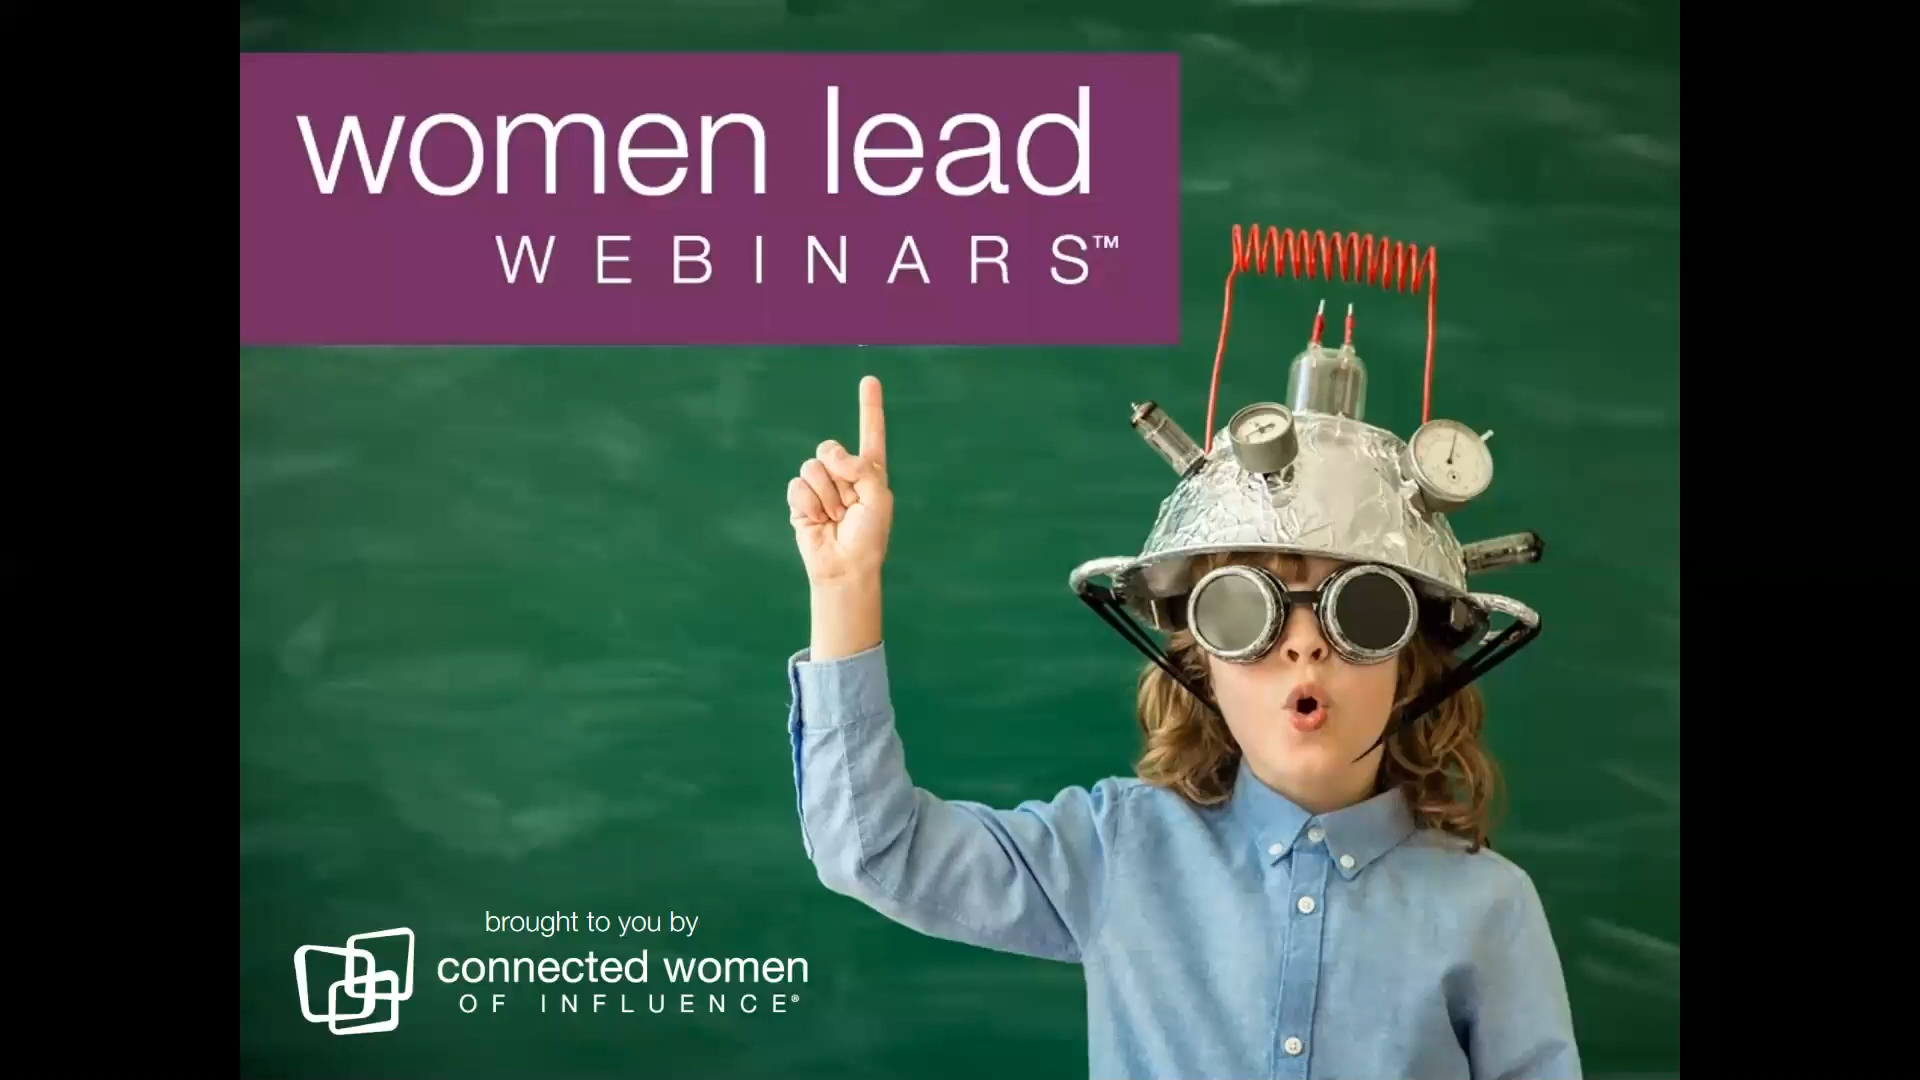 women lead
WEBINARS™
brought to you by
connected women
OF INFLUENCE®